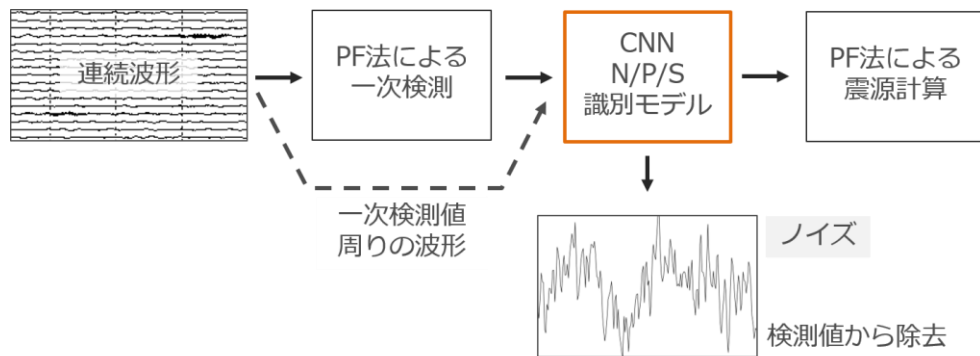 連続波形
PF法による
一次検測
CNN
N/P/S
識別モデル
PF法による
震源計算
一次検測値
周りの波形
ノイズ
検測値から除去